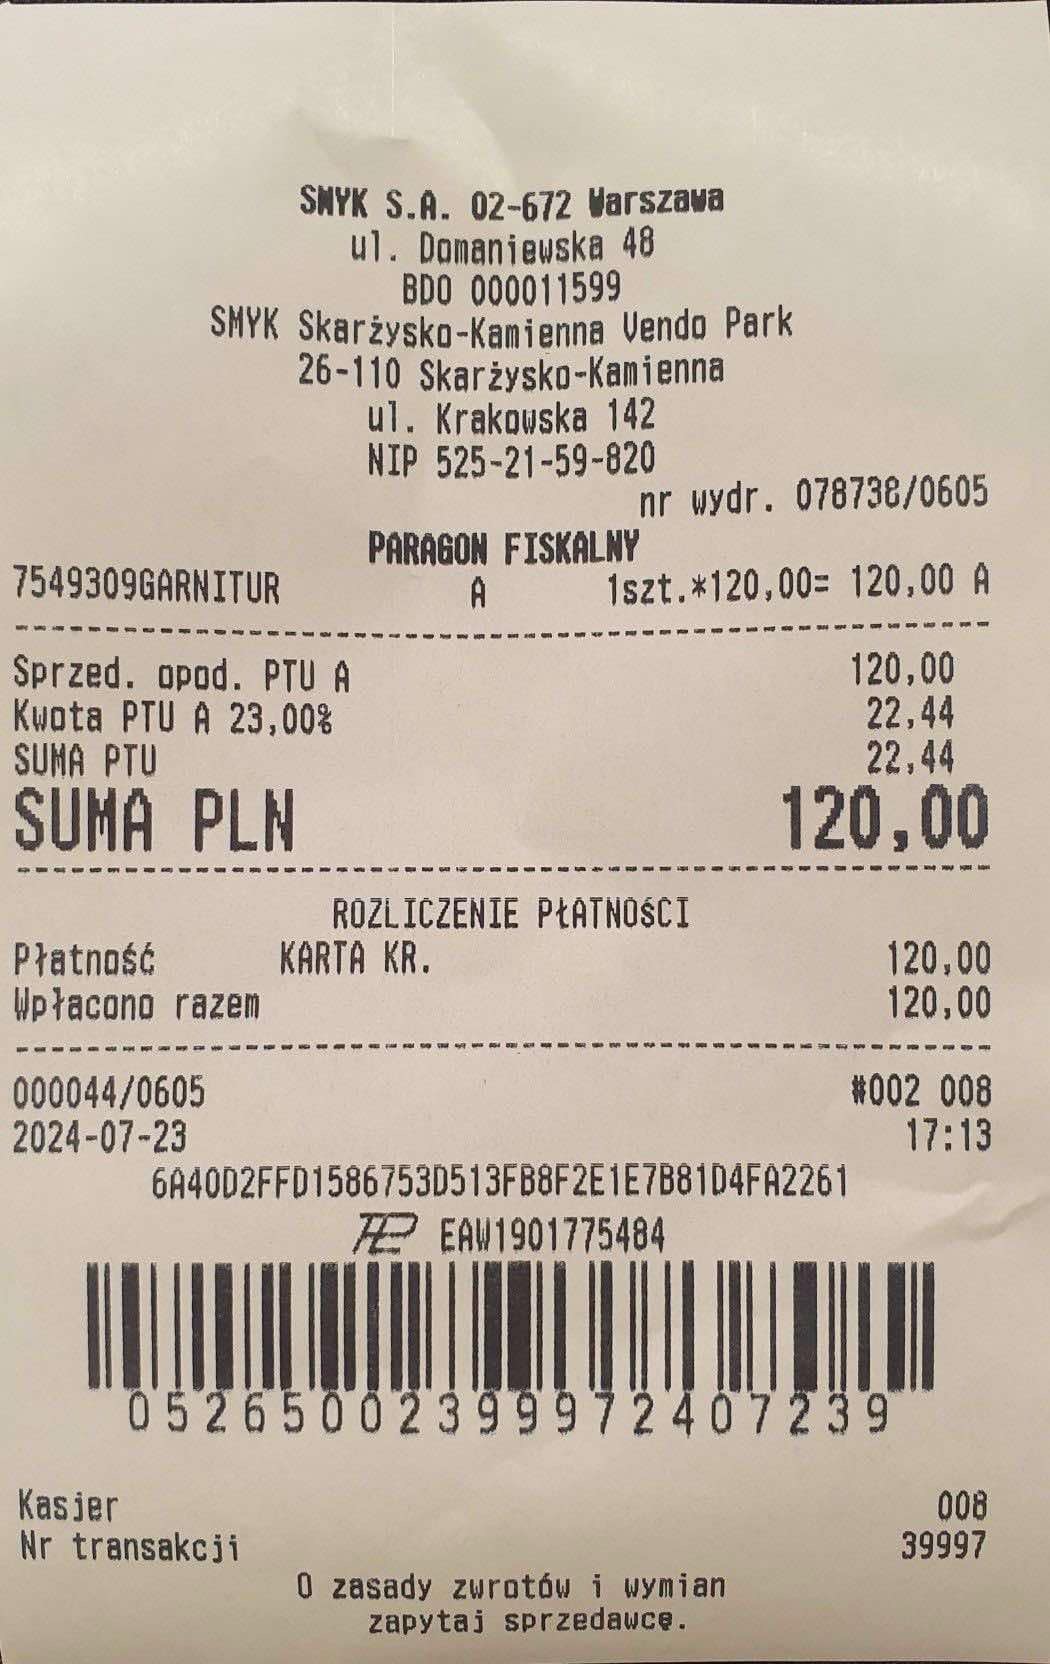 SMYK S.A. 02-672 Warszawa
ul. Domaniewska 48
BDO 000011599
SMYK Skarżysko-Kamienna Vendo Park
26-110 Skarżysko-Kamienna
ul. Krakowska 142
NIP 525-21-59-820
nr wydr. 078738/0605
PARAGON FISKALNY
7549309GARNITUR A 1szt.*120,00= 120,00 A
Sprzed. opod. PTU A 120,00
Kwota PTU A 23,00% 22,44
SUMA PTU 22,44
SUMA PLN 120,00
ROZLICZENIE PŁATNOŚCI
Płatność KARTA KR. 120,00
Wpłacono razem 120,00
000044/0605 #002 008
2024-07-23 17:13
6A40D2FFD1586753D513FB8F2E1E7B81D4FA2261
EAW1901775484
05265002399972407239
Kasjer 008
Nr transakcji 39997
O zasady zwrotów i wymian
zapytaj sprzedawcę.